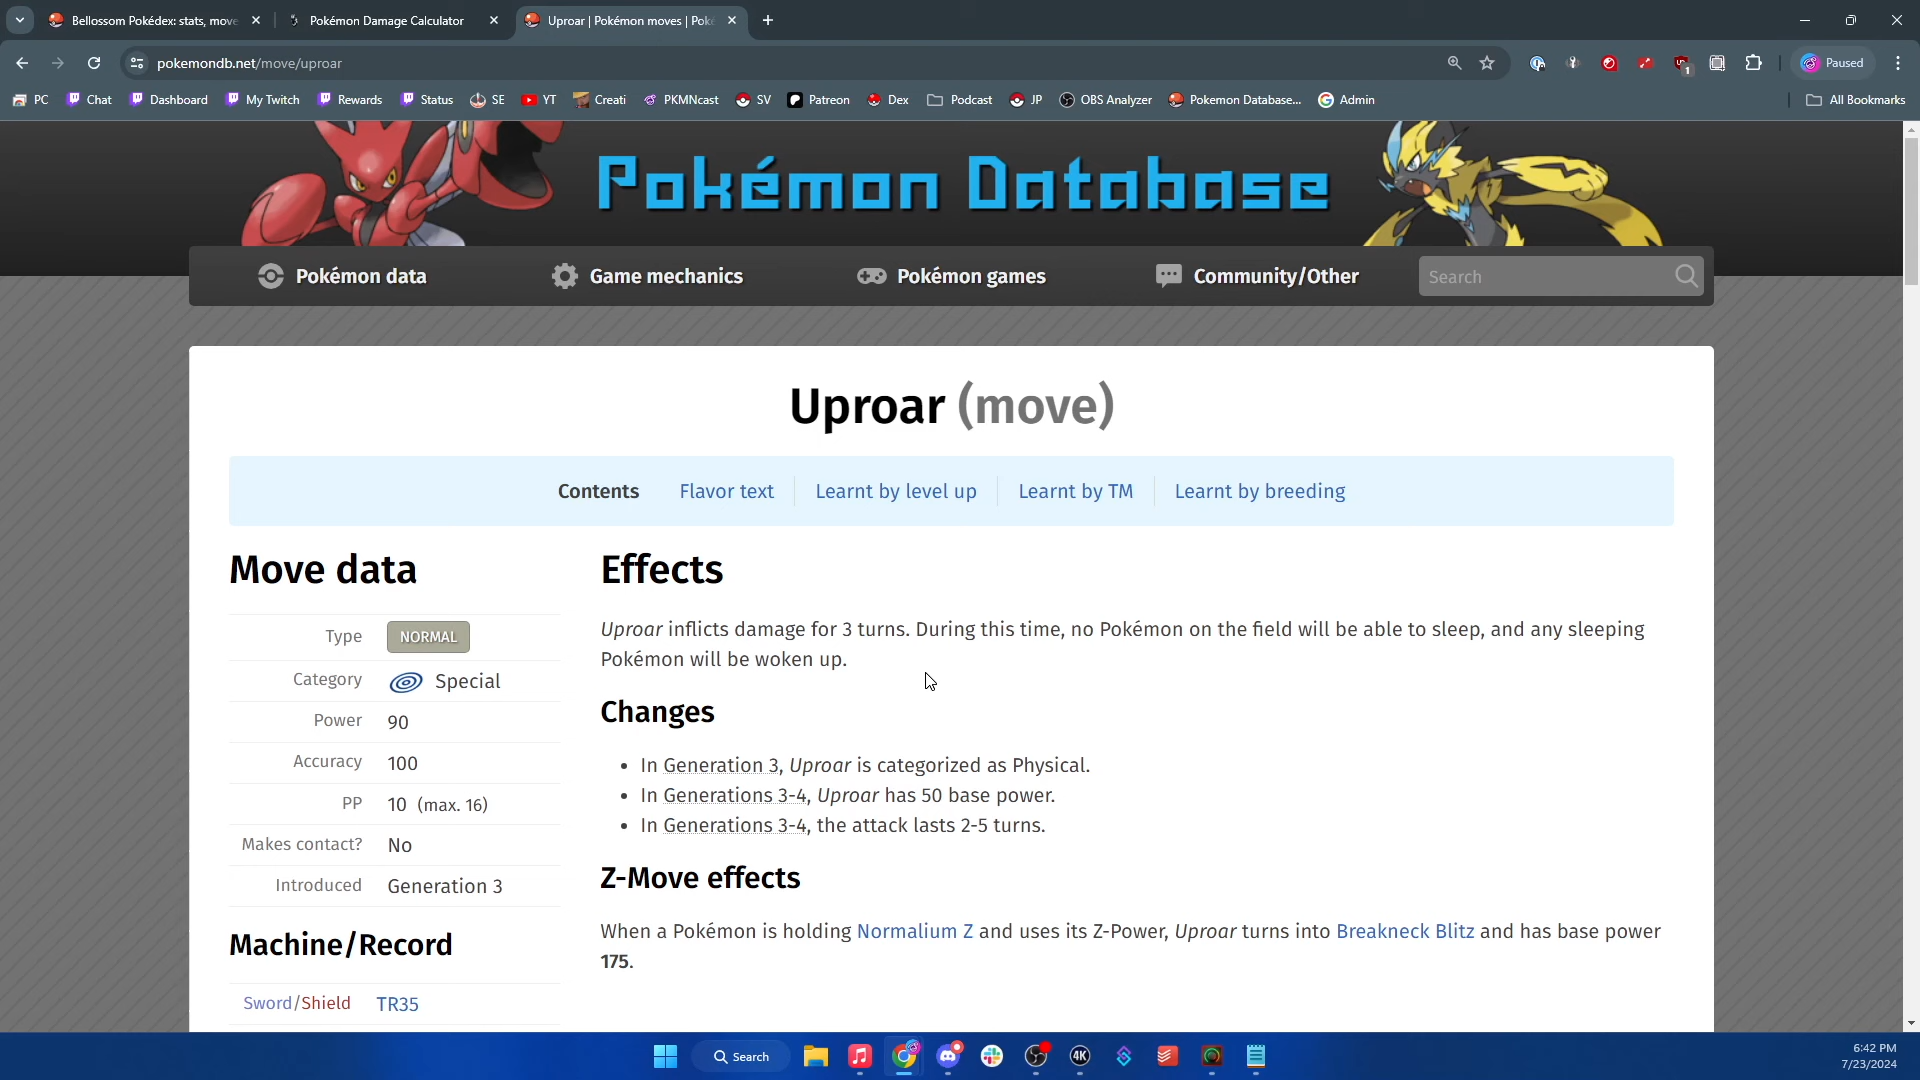 Bellossom Pokédex: stats, move
Pokémon Damage Calculator
Uproar | Pokémon moves | Pok
pokemondb.net/move/uproar
Paused
PC
Chat
Dashboard
My Twitch
Rewards
Status
SE
YT
Creati
PKMNcast
SV
Patreon
Dex
Podcast
JP
OBS Analyzer
Pokemon Database...
Admin
All Bookmarks
Pokémon Database
Pokémon data
Game mechanics
Pokémon games
Community/Other
Search
Uproar (move)
Contents
Flavor text
Learnt by level up
Learnt by TM
Learnt by breeding
Move data
Type NORMAL
Category Special
Power 90
Accuracy 100
PP 10 (max. 16)
Makes contact? No
Introduced Generation 3
Machine/Record
Sword/Shield TR35
Effects
Uproar inflicts damage for 3 turns. During this time, no Pokémon on the field will be able to sleep, and any sleeping
Pokémon will be woken up.
Changes
• In Generation 3, Uproar is categorized as Physical.
• In Generations 3-4, Uproar has 50 base power.
• In Generations 3-4, the attack lasts 2-5 turns.
Z-Move effects
When a Pokémon is holding Normalium Z and uses its Z-Power, Uproar turns into Breakneck Blitz and has base power
175.
Search
4K
6:42 PM
7/23/2024